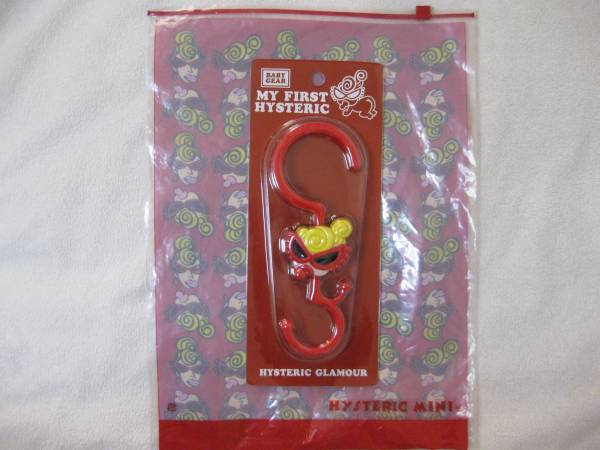 BABY
GEAR
MY FIRST
HYSTERIC
HYSTERIC GLAMOUR
HYSTERIC MINI